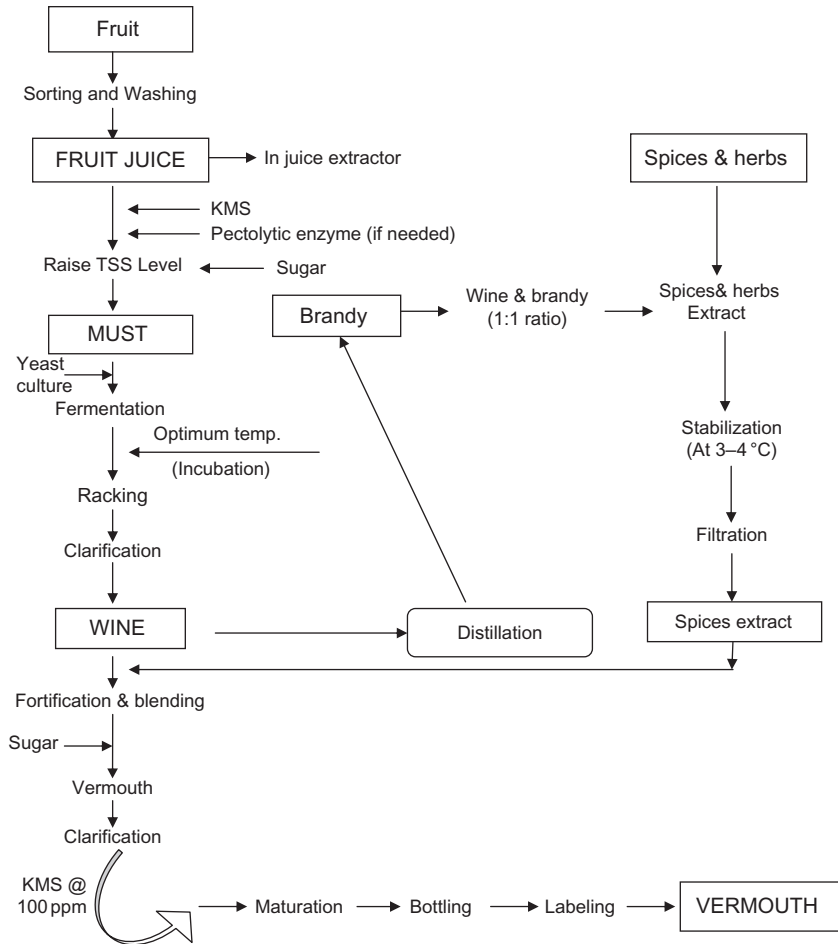 Fruit
Sorting and Washing
FRUIT JUICE
In juice extractor
Spices & herbs
KMS
Pectolytic enzyme (if needed)
Raise TSS Level
Sugar
Brandy
Wine & brandy
(1:1 ratio)
Spices& herbs
Extract
MUST
Yeast
culture
Fermentation
Optimum temp.
(Incubation)
Stabilization
(At 3–4 °C)
Racking
Clarification
Filtration
WINE
Distillation
Spices extract
Fortification & blending
Sugar
Vermouth
Clarification
KMS @
100 ppm
Maturation
Bottling
Labeling
VERMOUTH